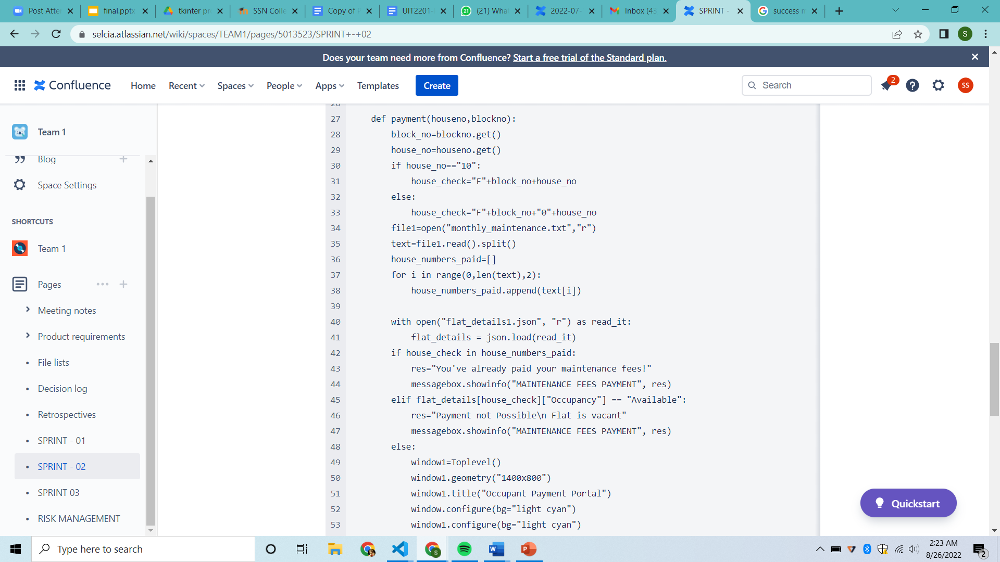 Post Atte
final.pptx
tkinter pr
SSN Colle
Copy of P
UIT2201-
(21) What
2022-07-
Inbox (43
SPRINT -
success m
selcia.atlassian.net/wiki/spaces/TEAM1/pages/5013523/SPRINT+-+02
S
Does your team need more from Confluence? Start a free trial of the Standard plan.
Confluence
Home
Recent
Spaces
People
Apps
Templates
Create
Search
2
SS
Team 1
Blog
Space Settings
SHORTCUTS
Team 1
Pages
Meeting notes
Product requirements
• File lists
• Decision log
• Retrospectives
• SPRINT - 01
• SPRINT - 02
• SPRINT 03
• RISK MANAGEMENT
26
27 def payment(houseno,blockno):
28 block_no=blockno.get()
29 house_no=houseno.get()
30 if house_no=="10":
31 house_check="F"+block_no+house_no
32 else:
33 house_check="F"+block_no+"0"+house_no
34 file1=open("monthly_maintenance.txt","r")
35 text=file1.read().split()
36 house_numbers_paid=[]
37 for i in range(0,len(text),2):
38 house_numbers_paid.append(text[i])
39
40 with open("flat_details1.json", "r") as read_it:
41 flat_details = json.load(read_it)
42 if house_check in house_numbers_paid:
43 res="You've already paid your maintenance fees!"
44 messagebox.showinfo("MAINTENANCE FEES PAYMENT", res)
45 elif flat_details[house_check]["Occupancy"] == "Available":
46 res="Payment not Possible\n Flat is vacant"
47 messagebox.showinfo("MAINTENANCE FEES PAYMENT", res)
48 else:
49 window1=Toplevel()
50 window1.geometry("1400x800")
51 window1.title("Occupant Payment Portal")
52 window.configure(bg="light cyan")
53 window1.configure(bg="light cyan")
Quickstart
Type here to search
2:23 AM
8/26/2022
2